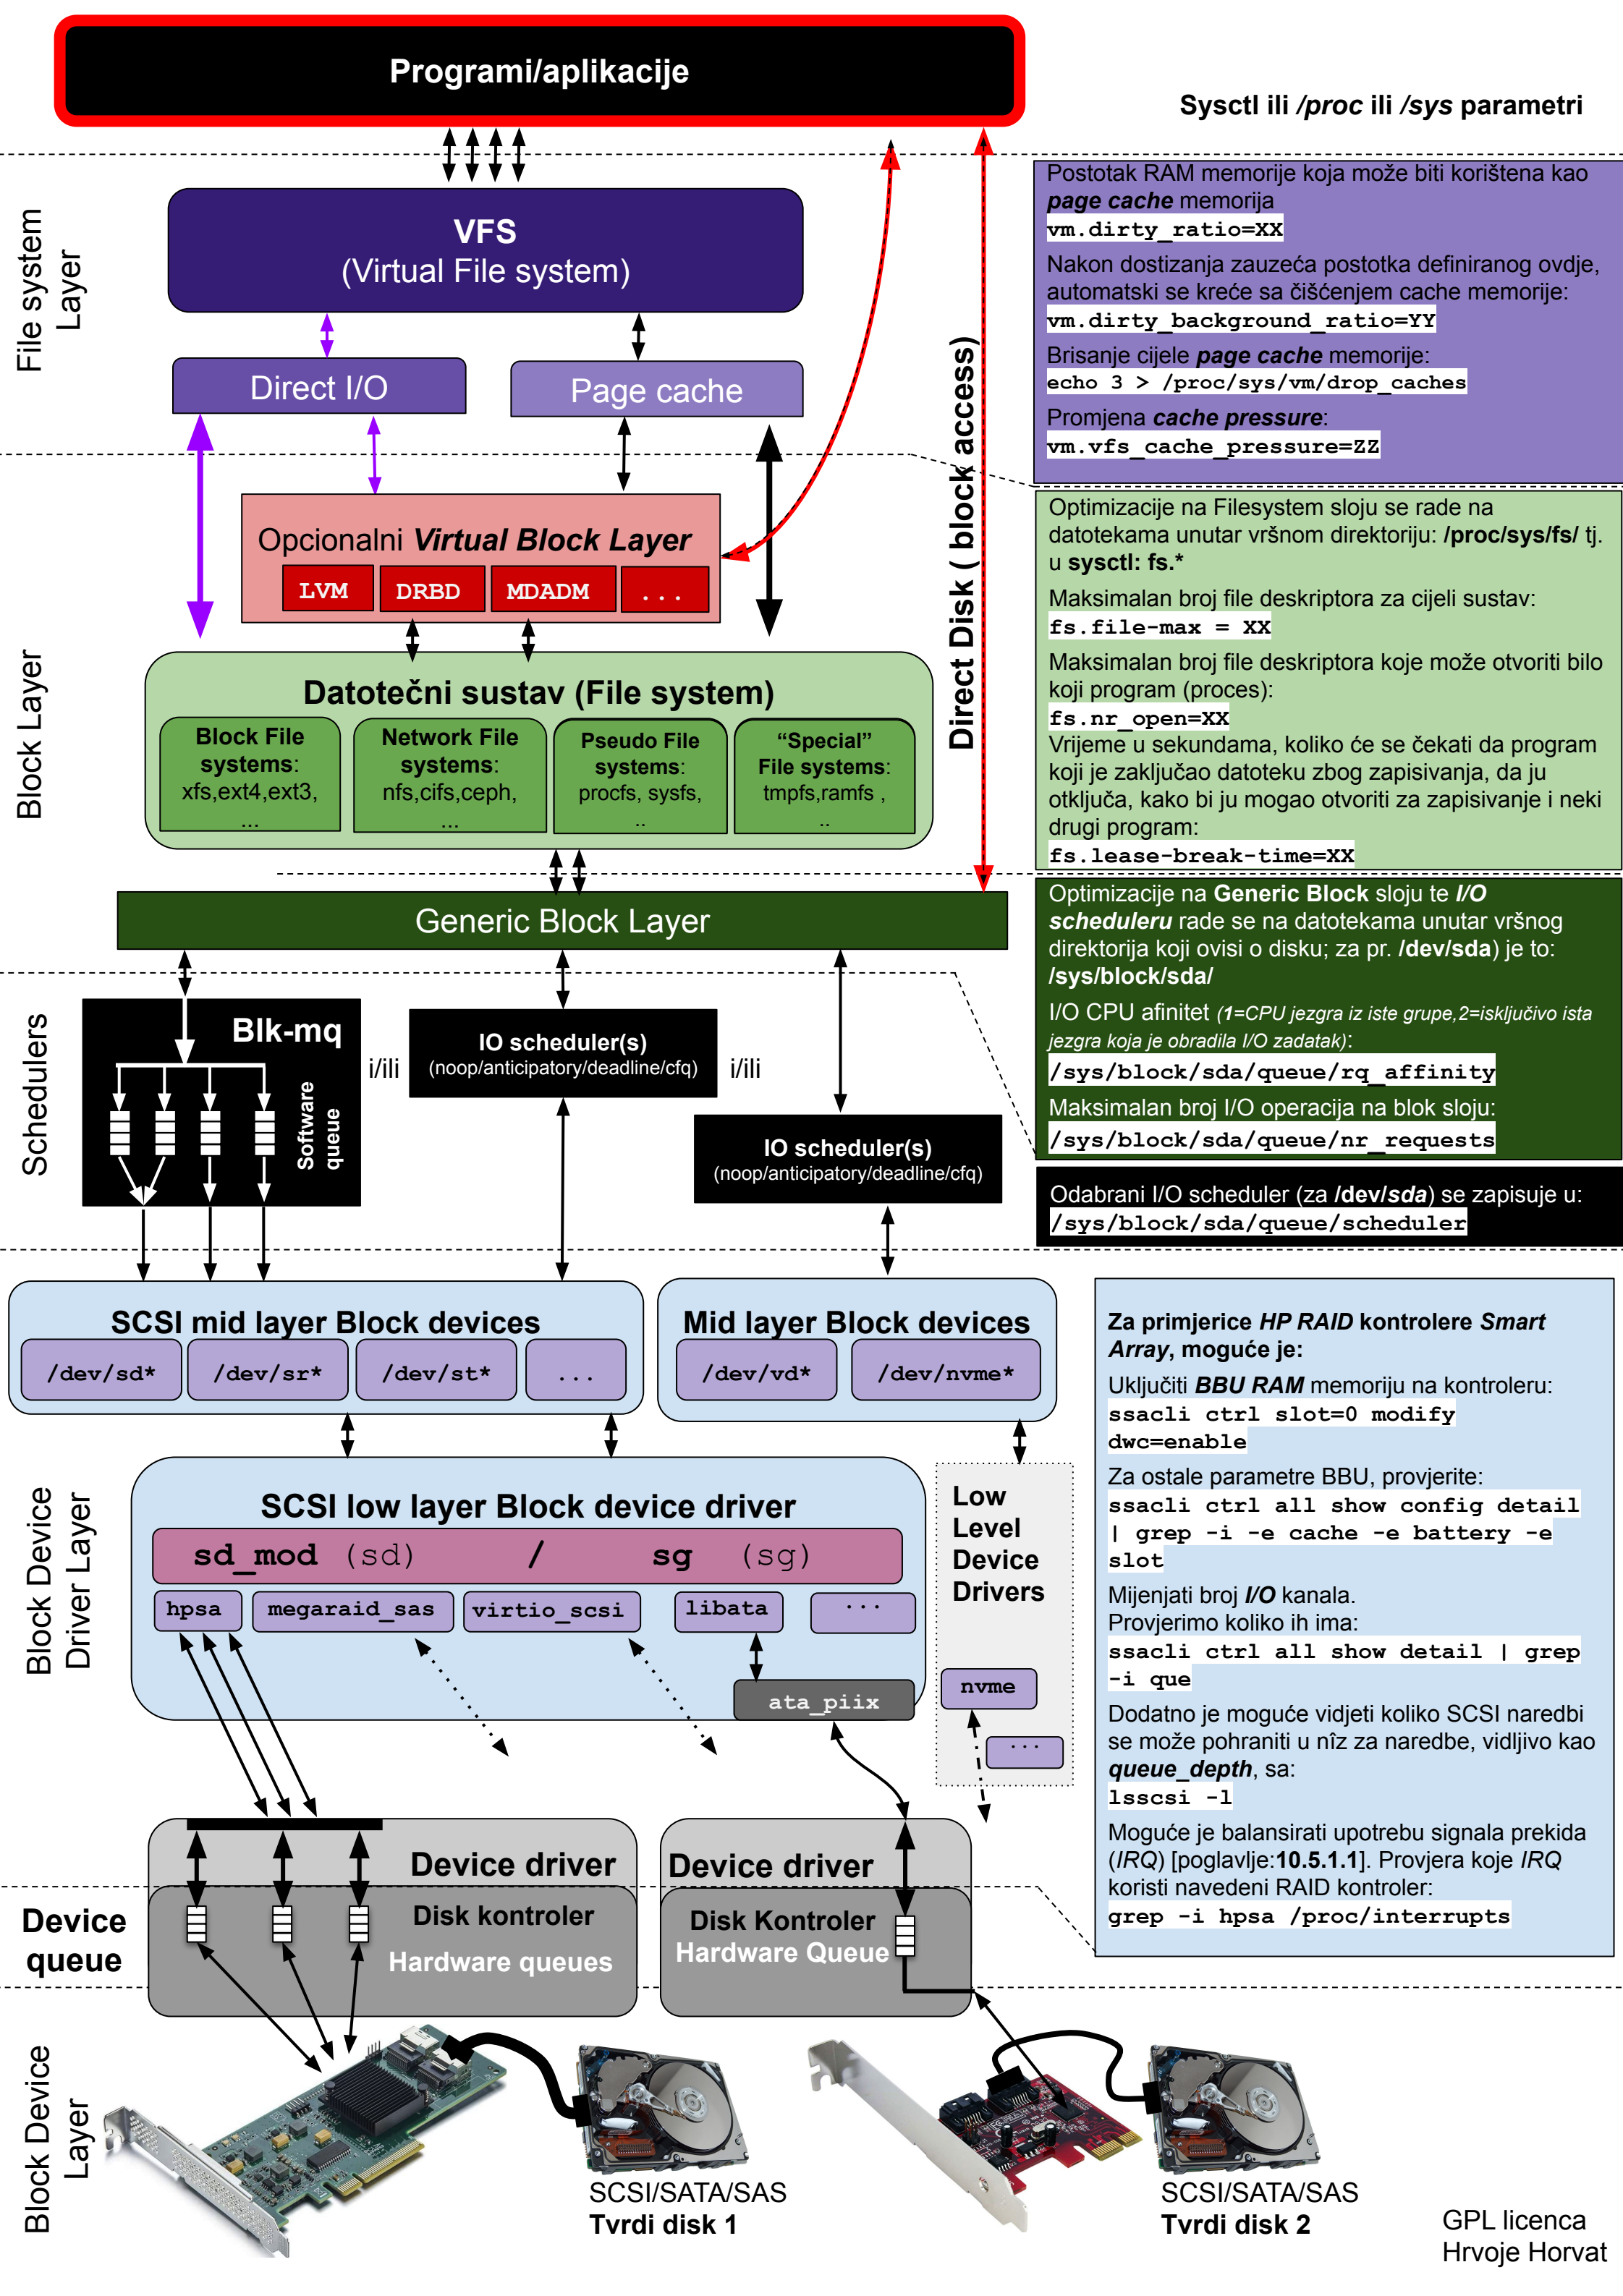 Programi/aplikacije
Sysctl ili /proc ili /sys parametri
File system
Layer
VFS
(Virtual File system)
Direct I/O
Page cache
Direct Disk ( block access)
Postotak RAM memorije koja može biti korištena kao
page cache memorija
vm.dirty_ratio=XX
Nakon dostizanja zauzeća postotka definiranog ovdje,
automatski se kreće sa čišćenjem cache memorije:
vm.dirty_background_ratio=YY
Brisanje cijele page cache memorije:
echo 3 > /proc/sys/vm/drop_caches
Promjena cache pressure:
vm.vfs_cache_pressure=ZZ
Block Layer
Opcionalni Virtual Block Layer
LVM
DRBD
MDADM
...
Datotečni sustav (File system)
Block File
systems:
xfs,ext4,ext3,
...
Network File
systems:
nfs,cifs,ceph,
...
Pseudo File
systems:
procfs, sysfs,
..
“Special”
File systems:
tmpfs,ramfs ,
..
Generic Block Layer
Optimizacije na Filesystem sloju se rade na
datotekama unutar vršnom direktoriju: /proc/sys/fs/ tj.
u sysctl: fs.*
Maksimalan broj file deskriptora za cijeli sustav:
fs.file-max = XX
Maksimalan broj file deskriptora koje može otvoriti bilo
koji program (proces):
fs.nr_open=XX
Vrijeme u sekundama, koliko će se čekati da program
koji je zaključao datoteku zbog zapisivanja, da ju
otključa, kako bi ju mogao otvoriti za zapisivanje i neki
drugi program:
fs.lease-break-time=XX
Optimizacije na Generic Block sloju te I/O
scheduleru rade se na datotekama unutar vršnog
direktorija koji ovisi o disku; za pr. /dev/sda) je to:
/sys/block/sda/
I/O CPU afinitet (1=CPU jezgra iz iste grupe,2=isključivo ista
jezgra koja je obradila I/O zadatak):
/sys/block/sda/queue/rq_affinity
Maksimalan broj I/O operacija na blok sloju:
/sys/block/sda/queue/nr_requests
Odabrani I/O scheduler (za /dev/sda) se zapisuje u:
/sys/block/sda/queue/scheduler
Schedulers
Blk-mq
Software
queue
i/ili
IO scheduler(s)
(noop/anticipatory/deadline/cfq)
i/ili
IO scheduler(s)
(noop/anticipatory/deadline/cfq)
Block Device
Driver Layer
SCSI mid layer Block devices
/dev/sd*
/dev/sr*
/dev/st*
...
Mid layer Block devices
/dev/vd*
/dev/nvme*
SCSI low layer Block device driver
sd_mod (sd) / sg (sg)
hpsa
megaraid_sas
virtio_scsi
libata
...
ata_piix
Low
Level
Device
Drivers
nvme
...
Za primjerice HP RAID kontrolere Smart
Array, moguće je:
Uključiti BBU RAM memoriju na kontroleru:
ssacli ctrl slot=0 modify
dwc=enable
Za ostale parametre BBU, provjerite:
ssacli ctrl all show config detail
| grep -i -e cache -e battery -e
slot
Mijenjati broj I/O kanala.
Provjerimo koliko ih ima:
ssacli ctrl all show detail | grep
-i que
Dodatno je moguće vidjeti koliko SCSI naredbi
se može pohraniti u nîz za naredbe, vidljivo kao
queue_depth, sa:
lsscsi -l
Moguće je balansirati upotrebu signala prekida
(IRQ) [poglavlje:10.5.1.1]. Provjera koje IRQ
koristi navedeni RAID kontroler:
grep -i hpsa /proc/interrupts
Device driver
Device driver
Device
queue
Disk kontroler
Hardware queues
Disk Kontroler
Hardware Queue
Block Device
Layer
SCSI/SATA/SAS
Tvrdi disk 1
SCSI/SATA/SAS
Tvrdi disk 2
GPL licenca
Hrvoje Horvat